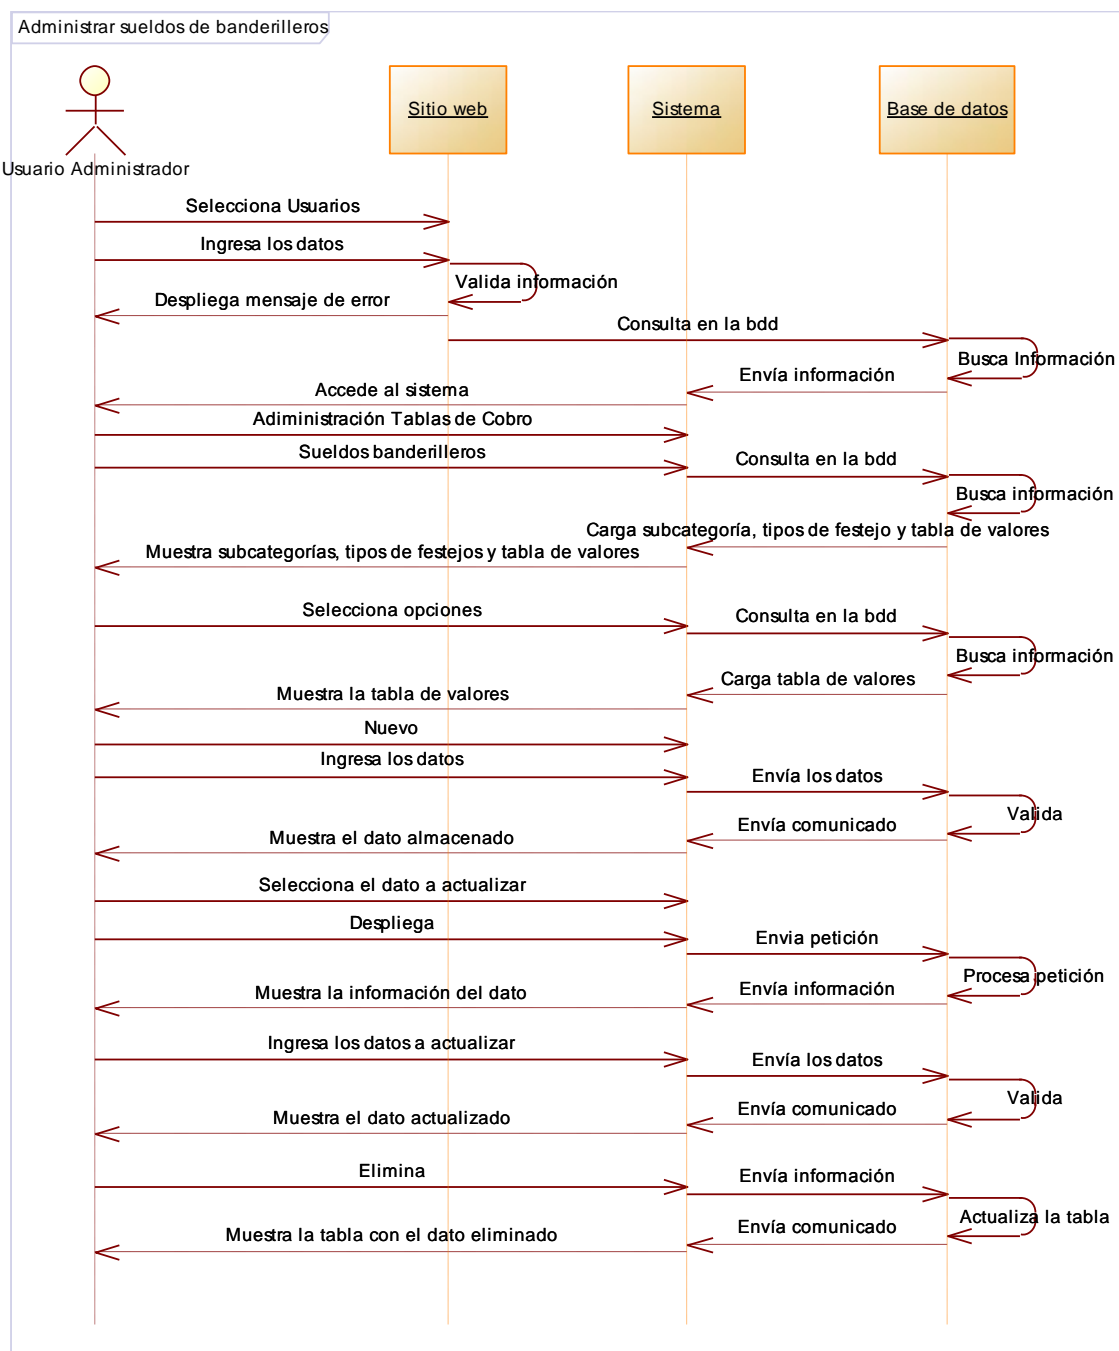 Administrar sueldos de banderilleros
Sitio web
Sistema
Base de datos
Usuario Administrador
Selecciona Usuarios
Ingresa los datos
Valida información
Despliega mensaje de error
Consulta en la bdd
Busca Información
Envía información
Accede al sistema
Adiministración Tablas de Cobro
Sueldos banderilleros
Consulta en la bdd
Busca información
Carga subcategoría, tipos de festejo y tabla de valores
Muestra subcategorías, tipos de festejos y tabla de valores
Selecciona opciones
Consulta en la bdd
Busca información
Carga tabla de valores
Muestra la tabla de valores
Nuevo
Ingresa los datos
Envía los datos
Valida
Envía comunicado
Muestra el dato almacenado
Selecciona el dato a actualizar
Despliega
Envia petición
Procesa petición
Envía información
Muestra la información del dato
Ingresa los datos a actualizar
Envía los datos
Valida
Envía comunicado
Muestra el dato actualizado
Elimina
Envía información
Actualiza la tabla
Envía comunicado
Muestra la tabla con el dato eliminado